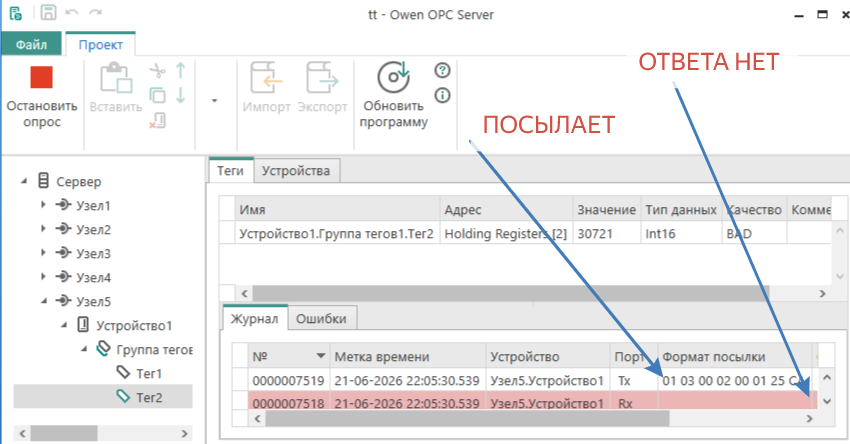 tt - Owen OPC Server
Файл
Проект
ОТВЕТА НЕТ
Остановить опрос
Вставить
Импорт
Экспорт
Обновить программу
ПОСЫЛАЕТ
Сервер
Узел1
Узел2
Узел3
Узел4
Узел5
Устройство1
Группа тегов
Тег1
Тег2
Теги Устройства
Имя Адрес Значение Тип данных Качество Комме
Устройство1.Группа тегов1.Тег2 Holding Registers, [2] 30721 Int16 BAD
Журнал Ошибки
№ Метка времени Устройство Порт Формат посылки
0000007519 21-06-2026 22:05:30.539 Узел5.Устройство1 Tx 01 03 00 02 00 01 25 C
0000007518 21-06-2026 22:05:30.539 Узел5.Устройство1 Rx